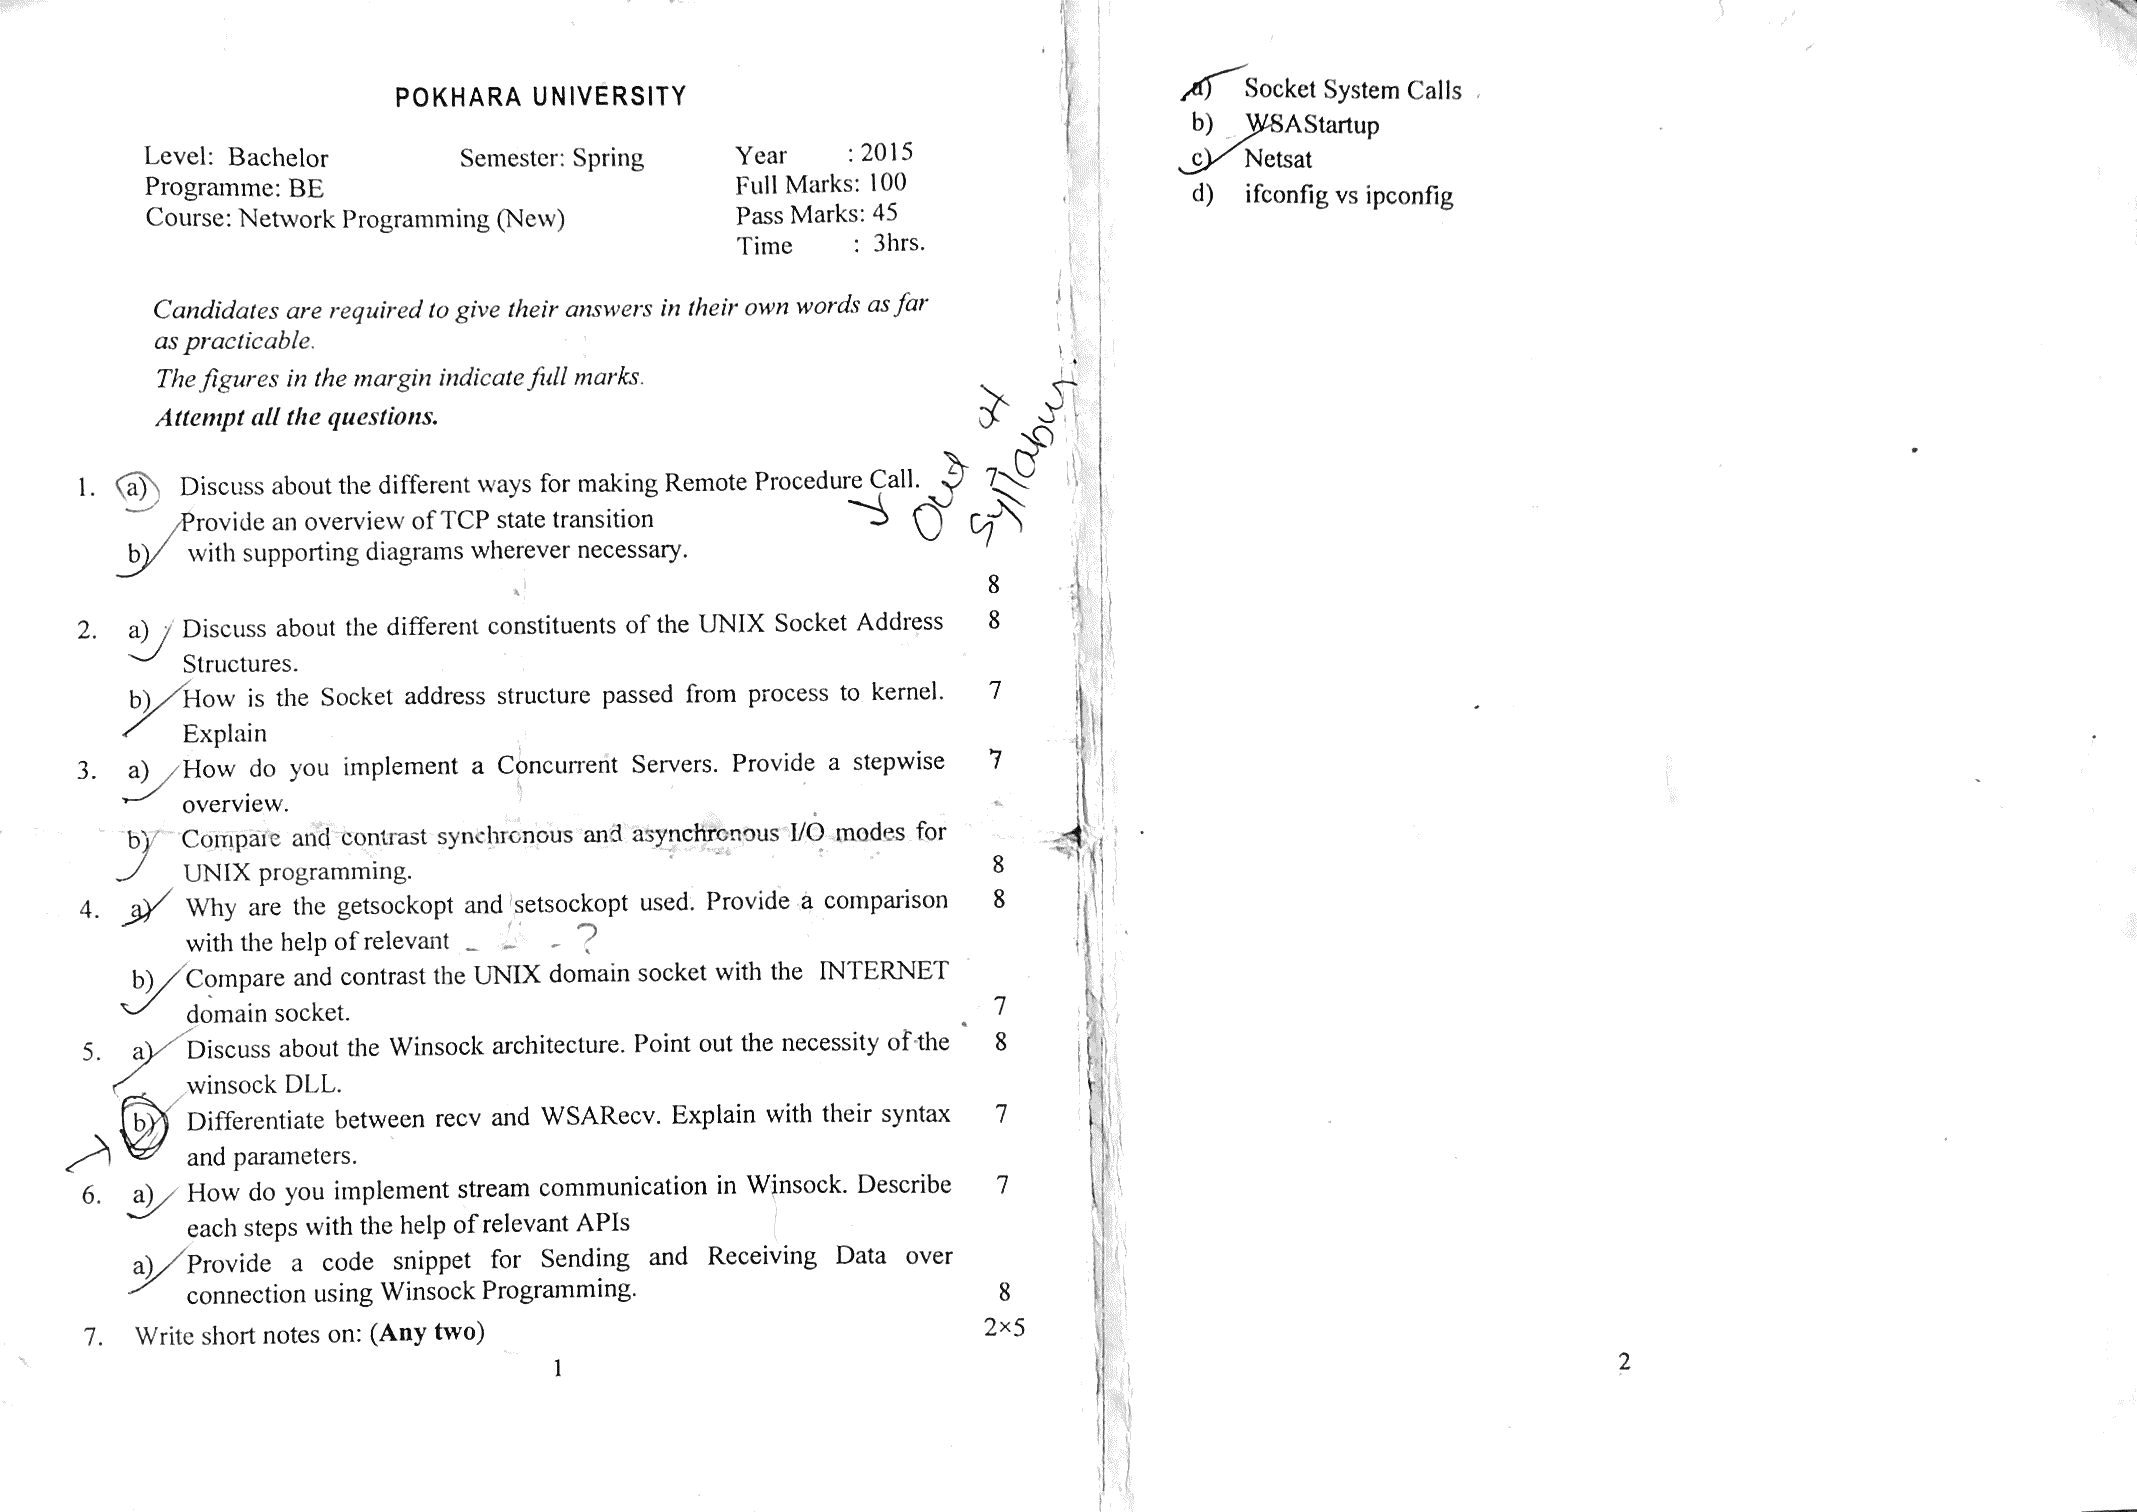 POKHARA UNIVERSITY
Level: Bachelor Semester: Spring Year : 2015
Programme: BE Full Marks: 100
Course: Network Programming (New) Pass Marks: 45
Time : 3hrs.
Candidates are required to give their answers in their own words as far
as practicable.
The figures in the margin indicate full marks.
Attempt all the questions.
Out of
Syllabus.
1. a) Discuss about the different ways for making Remote Procedure Call.
Provide an overview of TCP state transition
b) with supporting diagrams wherever necessary.
8
2. a) Discuss about the different constituents of the UNIX Socket Address 8
Structures.
b) How is the Socket address structure passed from process to kernel. 7
Explain
3. a) How do you implement a Concurrent Servers. Provide a stepwise 7
overview.
b) Compare and contrast synchronous and asynchronous I/O modes for
UNIX programming. 8
4. a) Why are the getsockopt and setsockopt used. Provide a comparison 8
with the help of relevant _ - - ?
b) Compare and contrast the UNIX domain socket with the INTERNET
domain socket. 7
5. a) Discuss about the Winsock architecture. Point out the necessity of the 8
winsock DLL.
b) Differentiate between recv and WSARecv. Explain with their syntax 7
and parameters.
6. a) How do you implement stream communication in Winsock. Describe 7
each steps with the help of relevant APIs
a) Provide a code snippet for Sending and Receiving Data over
connection using Winsock Programming. 8
7. Write short notes on: (Any two) 2×5
1
a) Socket System Calls
b) WSAStartup
c) Netsat
d) ifconfig vs ipconfig
2